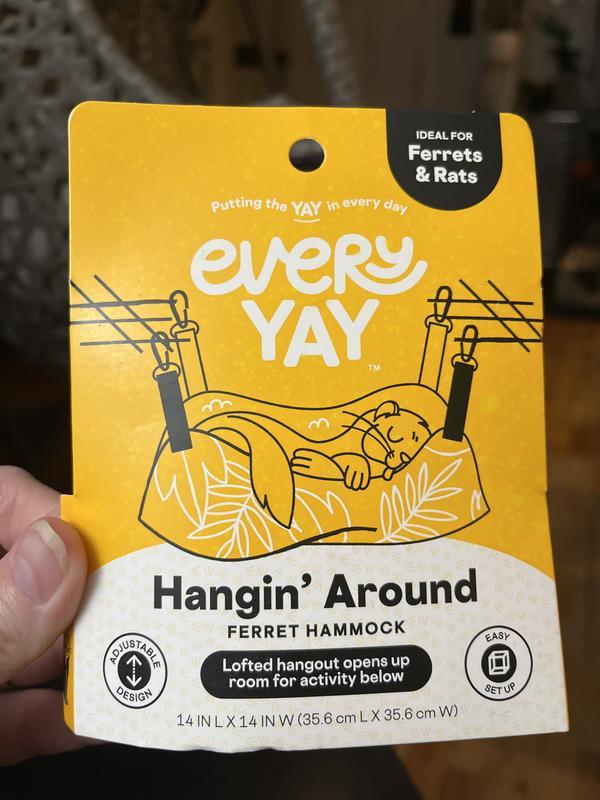 IDEAL FOR
Ferrets
& Rats
Putting the YAY in every day
every
YAY
™
Hangin' Around
FERRET HAMMOCK
ADJUSTABLE
DESIGN
Lofted hangout opens up
room for activity below
EASY
SET UP
14 IN L X 14 IN W (35.6 cm L X 35.6 cm W)